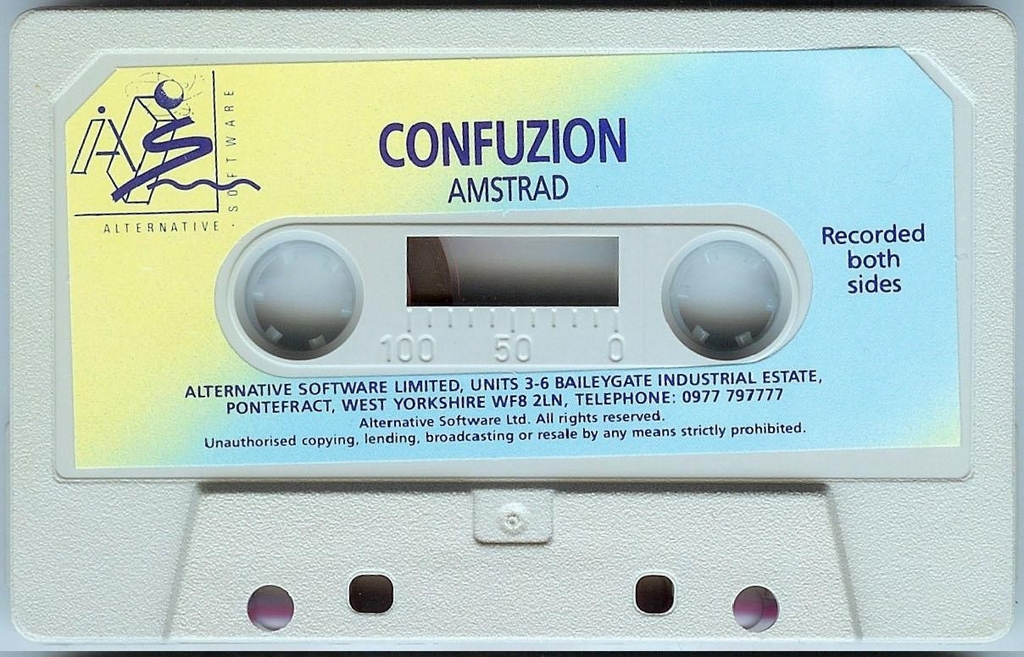 ALTERNATIVE · SOFTWARE
CONFUZION
AMSTRAD
Recorded
both
sides
100 50 0
ALTERNATIVE SOFTWARE LIMITED, UNITS 3-6 BAILEYGATE INDUSTRIAL ESTATE,
PONTEFRACT, WEST YORKSHIRE WF8 2LN, TELEPHONE: 0977 797777
Alternative Software Ltd. All rights reserved.
Unauthorised copying, lending, broadcasting or resale by any means strictly prohibited.